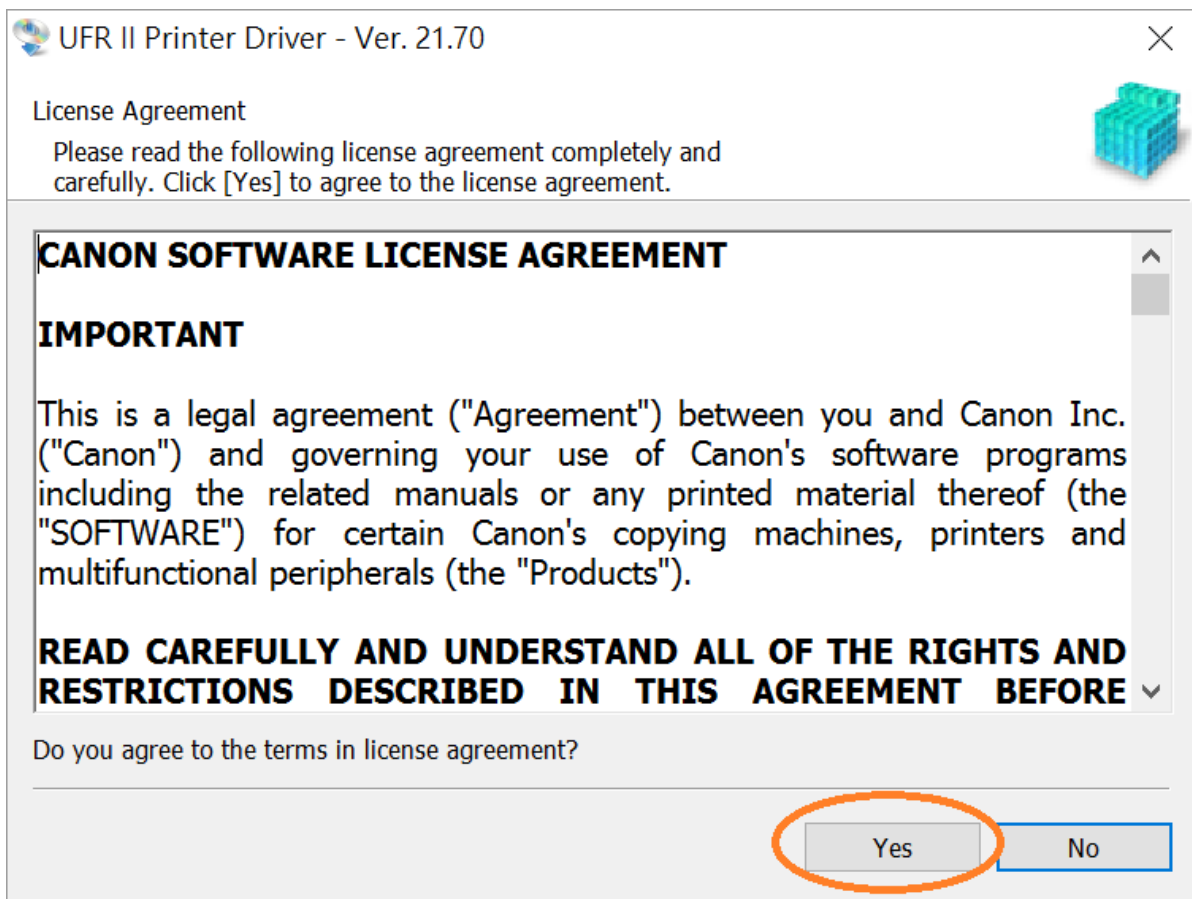 UFR II Printer Driver - Ver. 21.70
License Agreement
Please read the following license agreement completely and
carefully. Click [Yes] to agree to the license agreement.
CANON SOFTWARE LICENSE AGREEMENT
IMPORTANT
This is a legal agreement ("Agreement") between you and Canon Inc.
("Canon") and governing your use of Canon's software programs
including the related manuals or any printed material thereof (the
"SOFTWARE") for certain Canon's copying machines, printers and
multifunctional peripherals (the "Products").
READ CAREFULLY AND UNDERSTAND ALL OF THE RIGHTS AND
RESTRICTIONS DESCRIBED IN THIS AGREEMENT BEFORE
Do you agree to the terms in license agreement?
Yes No